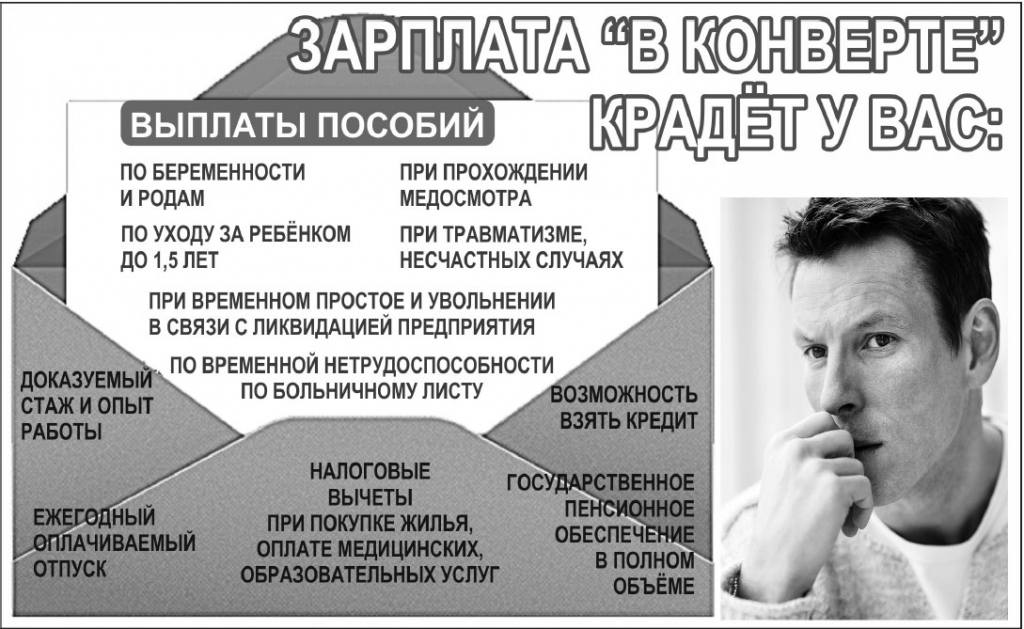 ЗАРПЛАТА “В КОНВЕРТЕ”
КРАДЁТ У ВАС:
ВЫПЛАТЫ ПОСОБИЙ
ПО БЕРЕМЕННОСТИ
И РОДАМ
ПРИ ПРОХОЖДЕНИИ
МЕДОСМОТРА
ПО УХОДУ ЗА РЕБЁНКОМ
ДО 1,5 ЛЕТ
ПРИ ТРАВМАТИЗМЕ,
НЕСЧАСТНЫХ СЛУЧАЯХ
ПРИ ВРЕМЕННОМ ПРОСТОЕ И УВОЛЬНЕНИИ
В СВЯЗИ С ЛИКВИДАЦИЕЙ ПРЕДПРИЯТИЯ
ПО ВРЕМЕННОЙ НЕТРУДОСПОСОБНОСТИ
ПО БОЛЬНИЧНОМУ ЛИСТУ
ДОКАЗУЕМЫЙ
СТАЖ И ОПЫТ
РАБОТЫ
ВОЗМОЖНОСТЬ
ВЗЯТЬ КРЕДИТ
ЕЖЕГОДНЫЙ
ОПЛАЧИВАЕМЫЙ
ОТПУСК
НАЛОГОВЫЕ
ВЫЧЕТЫ
ПРИ ПОКУПКЕ ЖИЛЬЯ,
ОПЛАТЕ МЕДИЦИНСКИХ,
ОБРАЗОВАТЕЛЬНЫХ УСЛУГ
ГОСУДАРСТВЕННОЕ
ПЕНСИОННОЕ
ОБЕСПЕЧЕНИЕ
В ПОЛНОМ
ОБЪЁМЕ